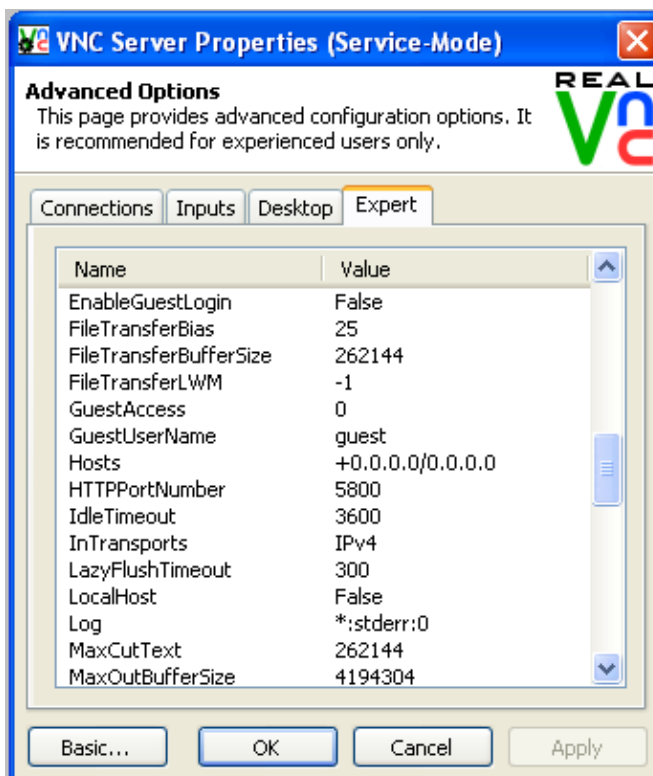 VNC Server Properties (Service-Mode)
Advanced Options
This page provides advanced configuration options. It
is recommended for experienced users only.
REAL
VNC
Connections Inputs Desktop Expert
Name Value
EnableGuestLogin False
FileTransferBias 25
FileTransferBufferSize 262144
FileTransferLWM -1
GuestAccess 0
GuestUserName guest
Hosts +0.0.0.0/0.0.0.0
HTTPPortNumber 5800
IdleTimeout 3600
InTransports IPv4
LazyFlushTimeout 300
LocalHost False
Log *:stderr:0
MaxCutText 262144
MaxOutBufferSize 4194304
Basic... OK Cancel Apply